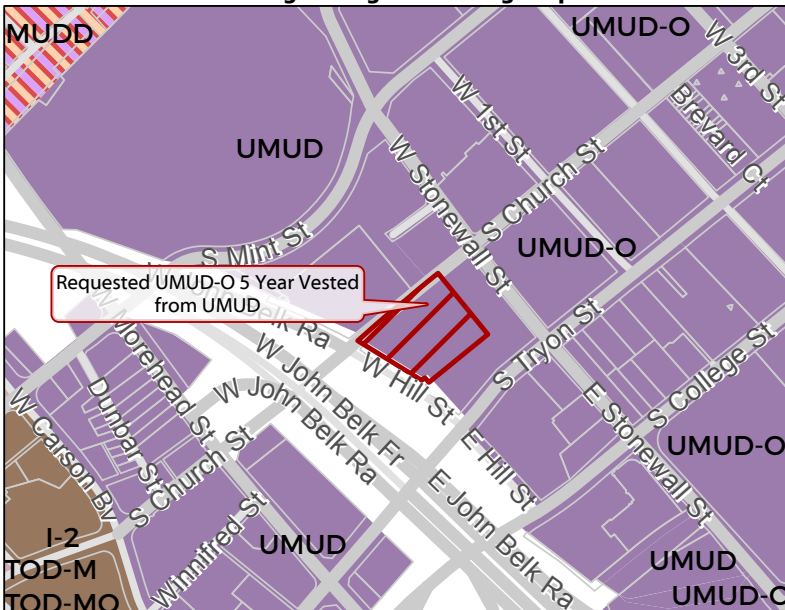 MUDD
UMUD-O
W 3rd St
Brevard Ct
W 1st St
UMUD
W Stonewall St
S Church St
S Mint St
UMUD-O
Requested UMUD-O 5 Year Vested
from UMUD
Belk Ra
W Morehead St
W John Belk Fr
W Hill St
S Tryon St
S College St
W John Belk Ra
Dunbar St
W Carson Bv
S Church St
E Hill St
E Stonewall St
UMUD-O
E John Belk Ra
Winnifred St
I-2
UMUD
UMUD
TOD-M
TOD-MO
UMUD-O